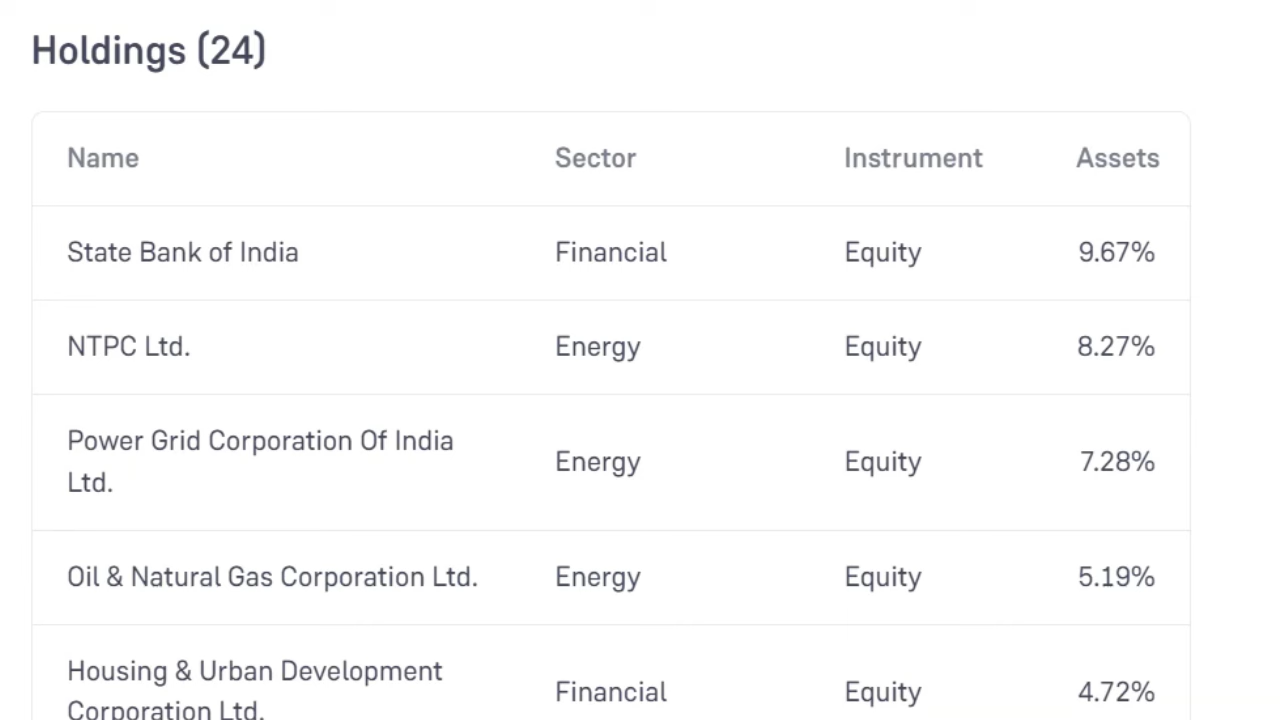 Holdings (24)
Name Sector Instrument Assets
State Bank of India Financial Equity 9.67%
NTPC Ltd. Energy Equity 8.27%
Power Grid Corporation Of India
Ltd. Energy Equity 7.28%
Oil & Natural Gas Corporation Ltd. Energy Equity 5.19%
Housing & Urban Development
Corporation Ltd. Financial Equity 4.72%